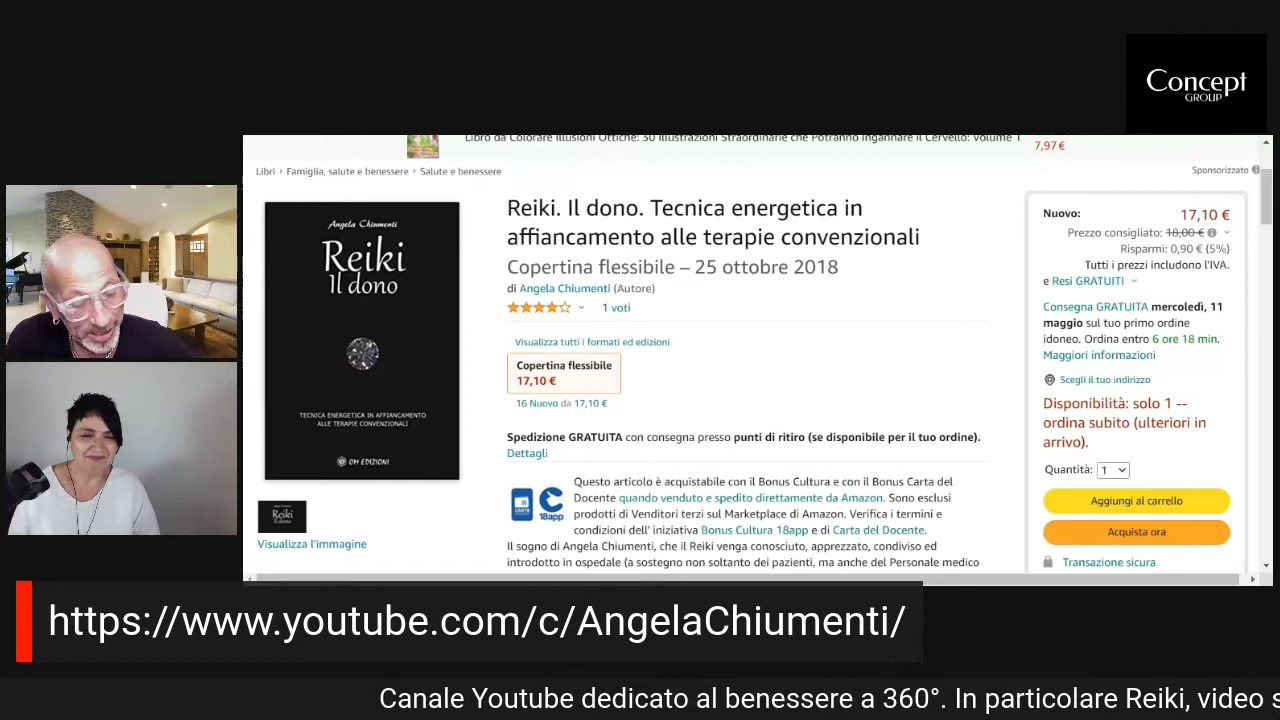 Concept
GROUP
Libro da Colorare Illusioni Ottiche: 30 Illustrazioni Straordinarie che Potranno Ingannare il Cervello: Volume 1
7,97 €
Libri › Famiglia, salute e benessere › Salute e benessere
Sponsorizzato
Angela Chiumenti
Reiki
Il dono
TECNICA ENERGETICA IN AFFIANCAMENTO
ALLE TERAPIE CONVENZIONALI
OM EDIZIONI
Reiki
Il dono
Visualizza l'immagine
Reiki. Il dono. Tecnica energetica in
affiancamento alle terapie convenzionali
Copertina flessibile – 25 ottobre 2018
di Angela Chiumenti (Autore)
1 voti
Visualizza tutti i formati ed edizioni
Copertina flessibile
17,10 €
16 Nuovo da 17,10 €
Spedizione GRATUITA con consegna presso punti di ritiro (se disponibile per il tuo ordine).
Dettagli
CARTA
18app
Questo articolo è acquistabile con il Bonus Cultura e con il Bonus Carta del
Docente quando venduto e spedito direttamente da Amazon. Sono esclusi
prodotti di Venditori terzi sul Marketplace di Amazon. Verifica i termini e
condizioni dell' iniziativa Bonus Cultura 18app e di Carta del Docente.
Il sogno di Angela Chiumenti, che il Reiki venga conosciuto, apprezzato, condiviso ed
introdotto in ospedale (a sostegno non soltanto dei pazienti, ma anche del Personale medico
Nuovo: 17,10 €
Prezzo consigliato: 18,00 €
Risparmi: 0,90 € (5%)
Tutti i prezzi includono l'IVA.
e Resi GRATUITI
Consegna GRATUITA mercoledì, 11
maggio sul tuo primo ordine
idoneo. Ordina entro 6 ore 18 min.
Maggiori informazioni
Scegli il tuo indirizzo
Disponibilità: solo 1 --
ordina subito (ulteriori in
arrivo).
Quantità: 1
Aggiungi al carrello
Acquista ora
Transazione sicura
https://www.youtube.com/c/AngelaChiumenti/
Canale Youtube dedicato al benessere a 360°. In particolare Reiki, video s